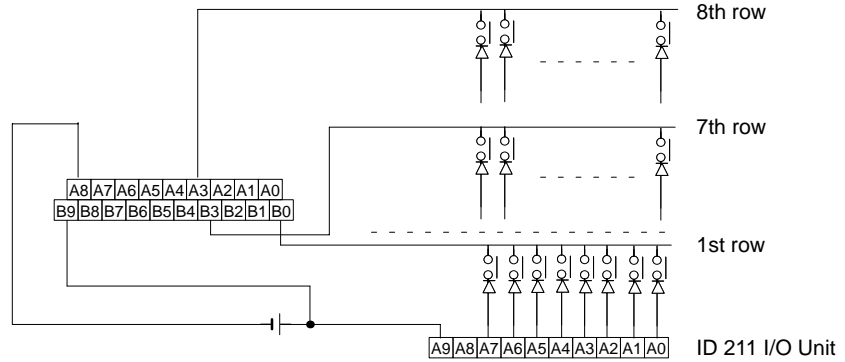 8th row
7th row
A8 A7 A6 A5 A4 A3 A2 A1 A0
B9 B8 B7 B6 B5 B4 B3 B2 B1 B0
1st row
A9 A8 A7 A6 A5 A4 A3 A2 A1 A0
ID 211 I/O Unit